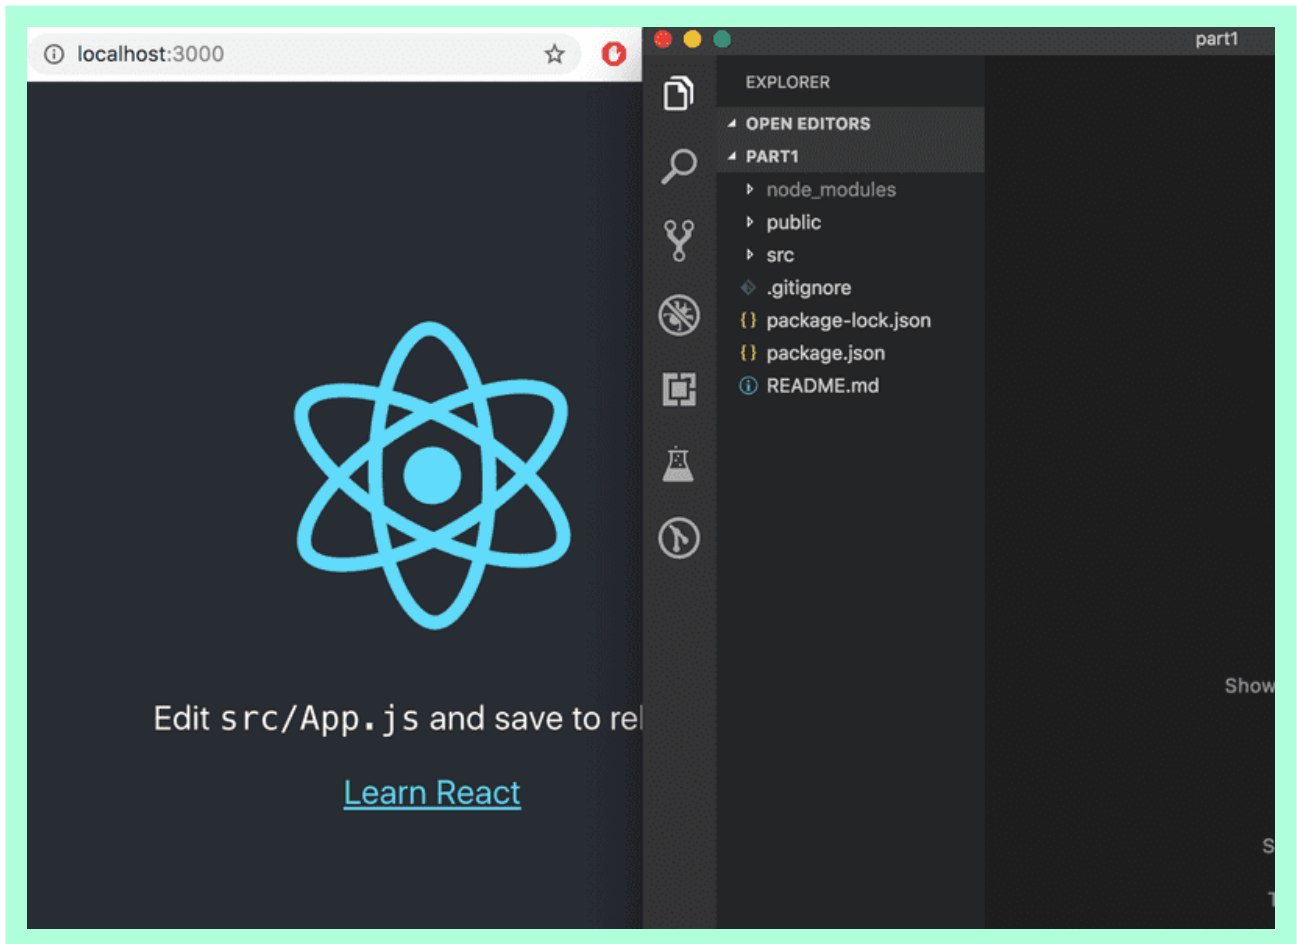 localhost:3000
Edit src/App.js and save to rel
Learn React
part1
EXPLORER
OPEN EDITORS
PART1
node_modules
public
src
.gitignore
package-lock.json
package.json
README.md
Show
S
T